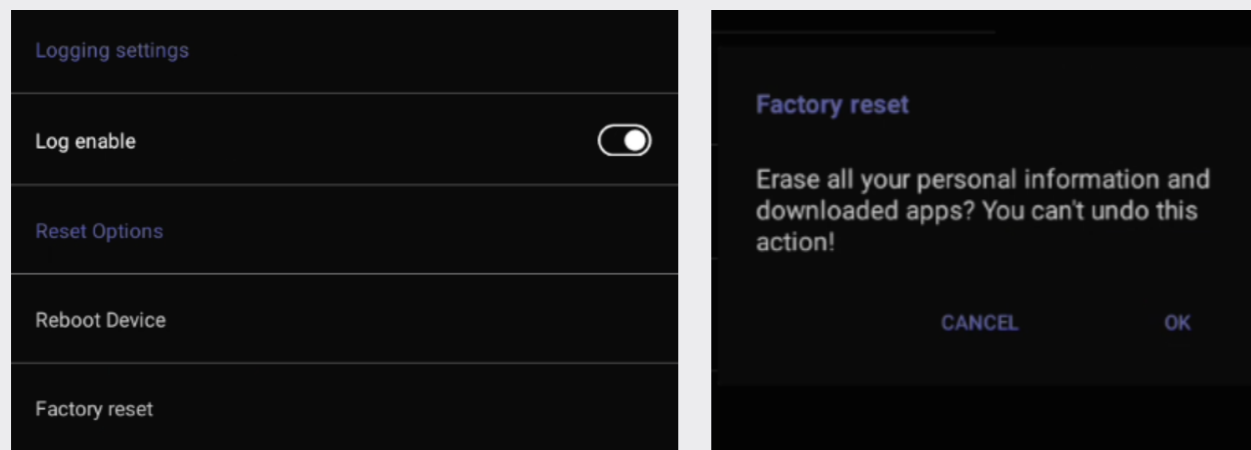 Logging settings
Log enable
Reset Options
Reboot Device
Factory reset
Factory reset
Erase all your personal information and
downloaded apps? You can't undo this
action!
CANCEL OK